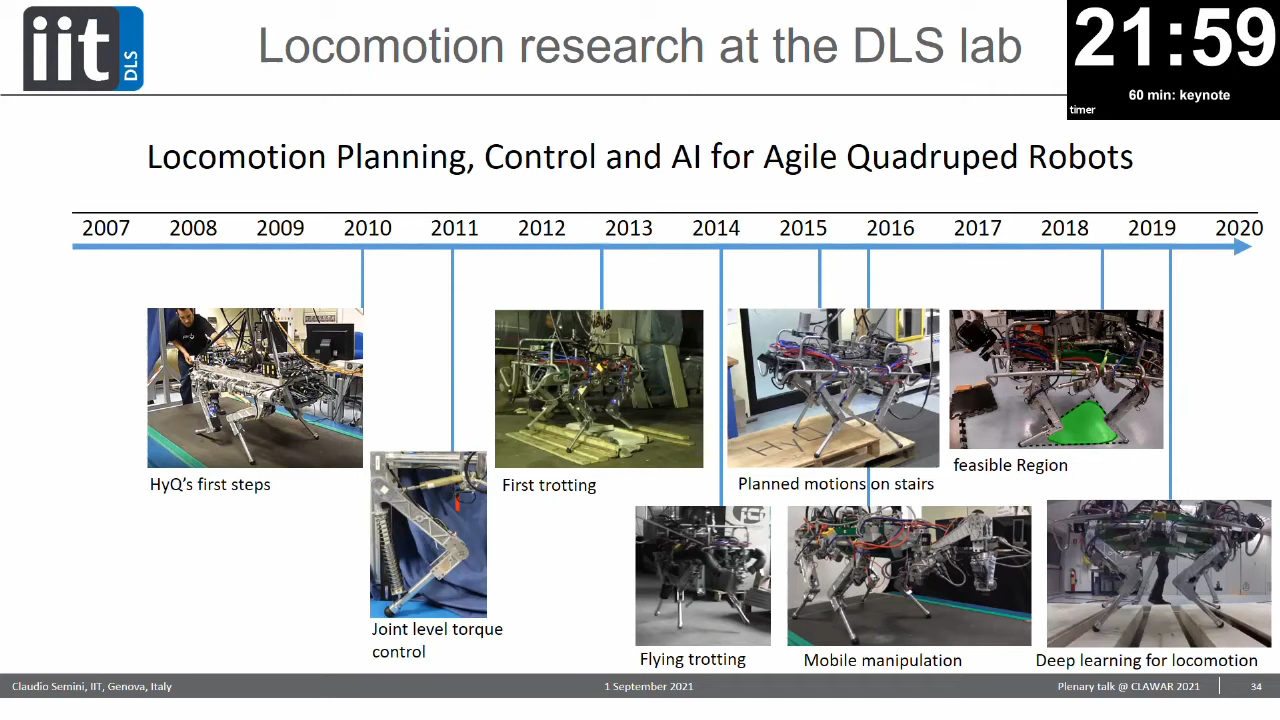 iit
DLS
Locomotion research at the DLS lab
21:59
60 min: keynote
timer
Locomotion Planning, Control and AI for Agile Quadruped Robots
2007 2008 2009 2010 2011 2012 2013 2014 2015 2016 2017 2018 2019 2020
HyQ's first steps
Joint level torque
control
First trotting
Flying trotting
HyQ
Planned motions on stairs
Mobile manipulation
feasible Region
Deep learning for locomotion
Claudio Semini, IIT, Genova, Italy
1 September 2021
Plenary talk @ CLAWAR 2021
34